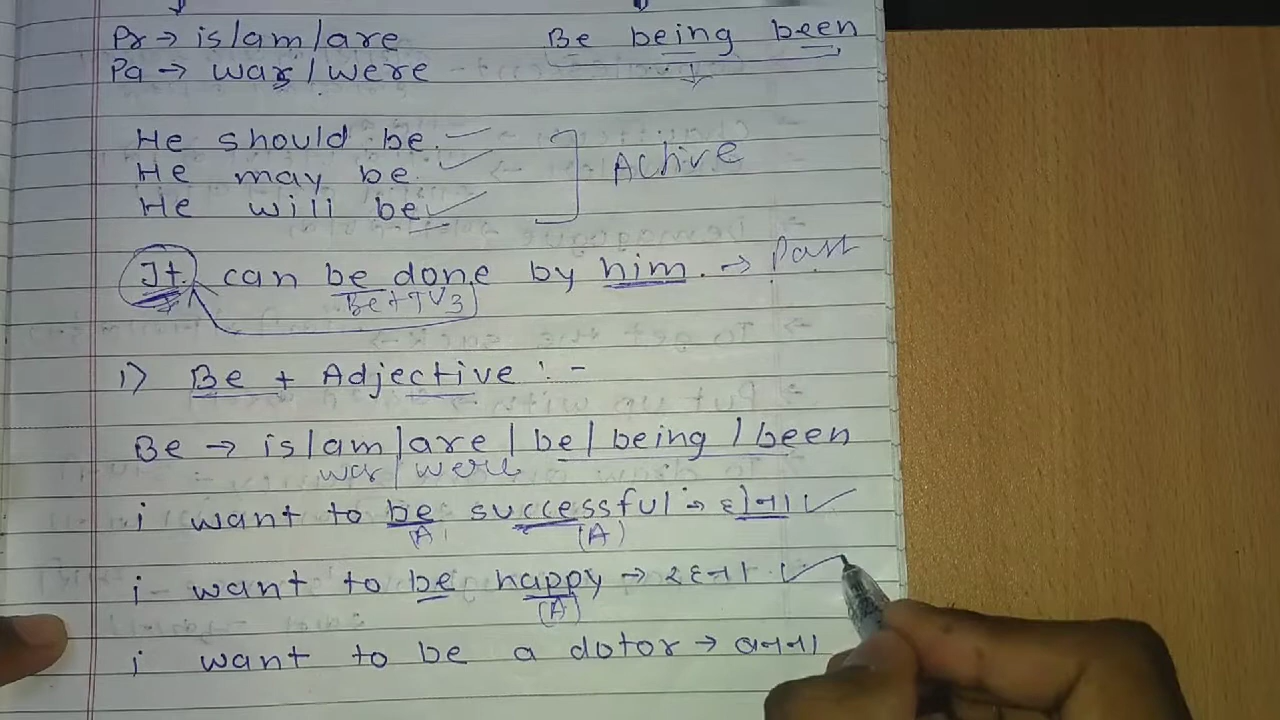 Pr → is/am/are Be being been
Pa → was/were
He should be.
He may be.
He will be
Active
It can be done by him. → Past
Be + V3
1) Be + Adjective :-
Be → is/am/are/be/being/been
was/were
i want to be successful → होना
(A) (A)
i want to be happy → रहना
(A)
i want to be a dotor → बनना